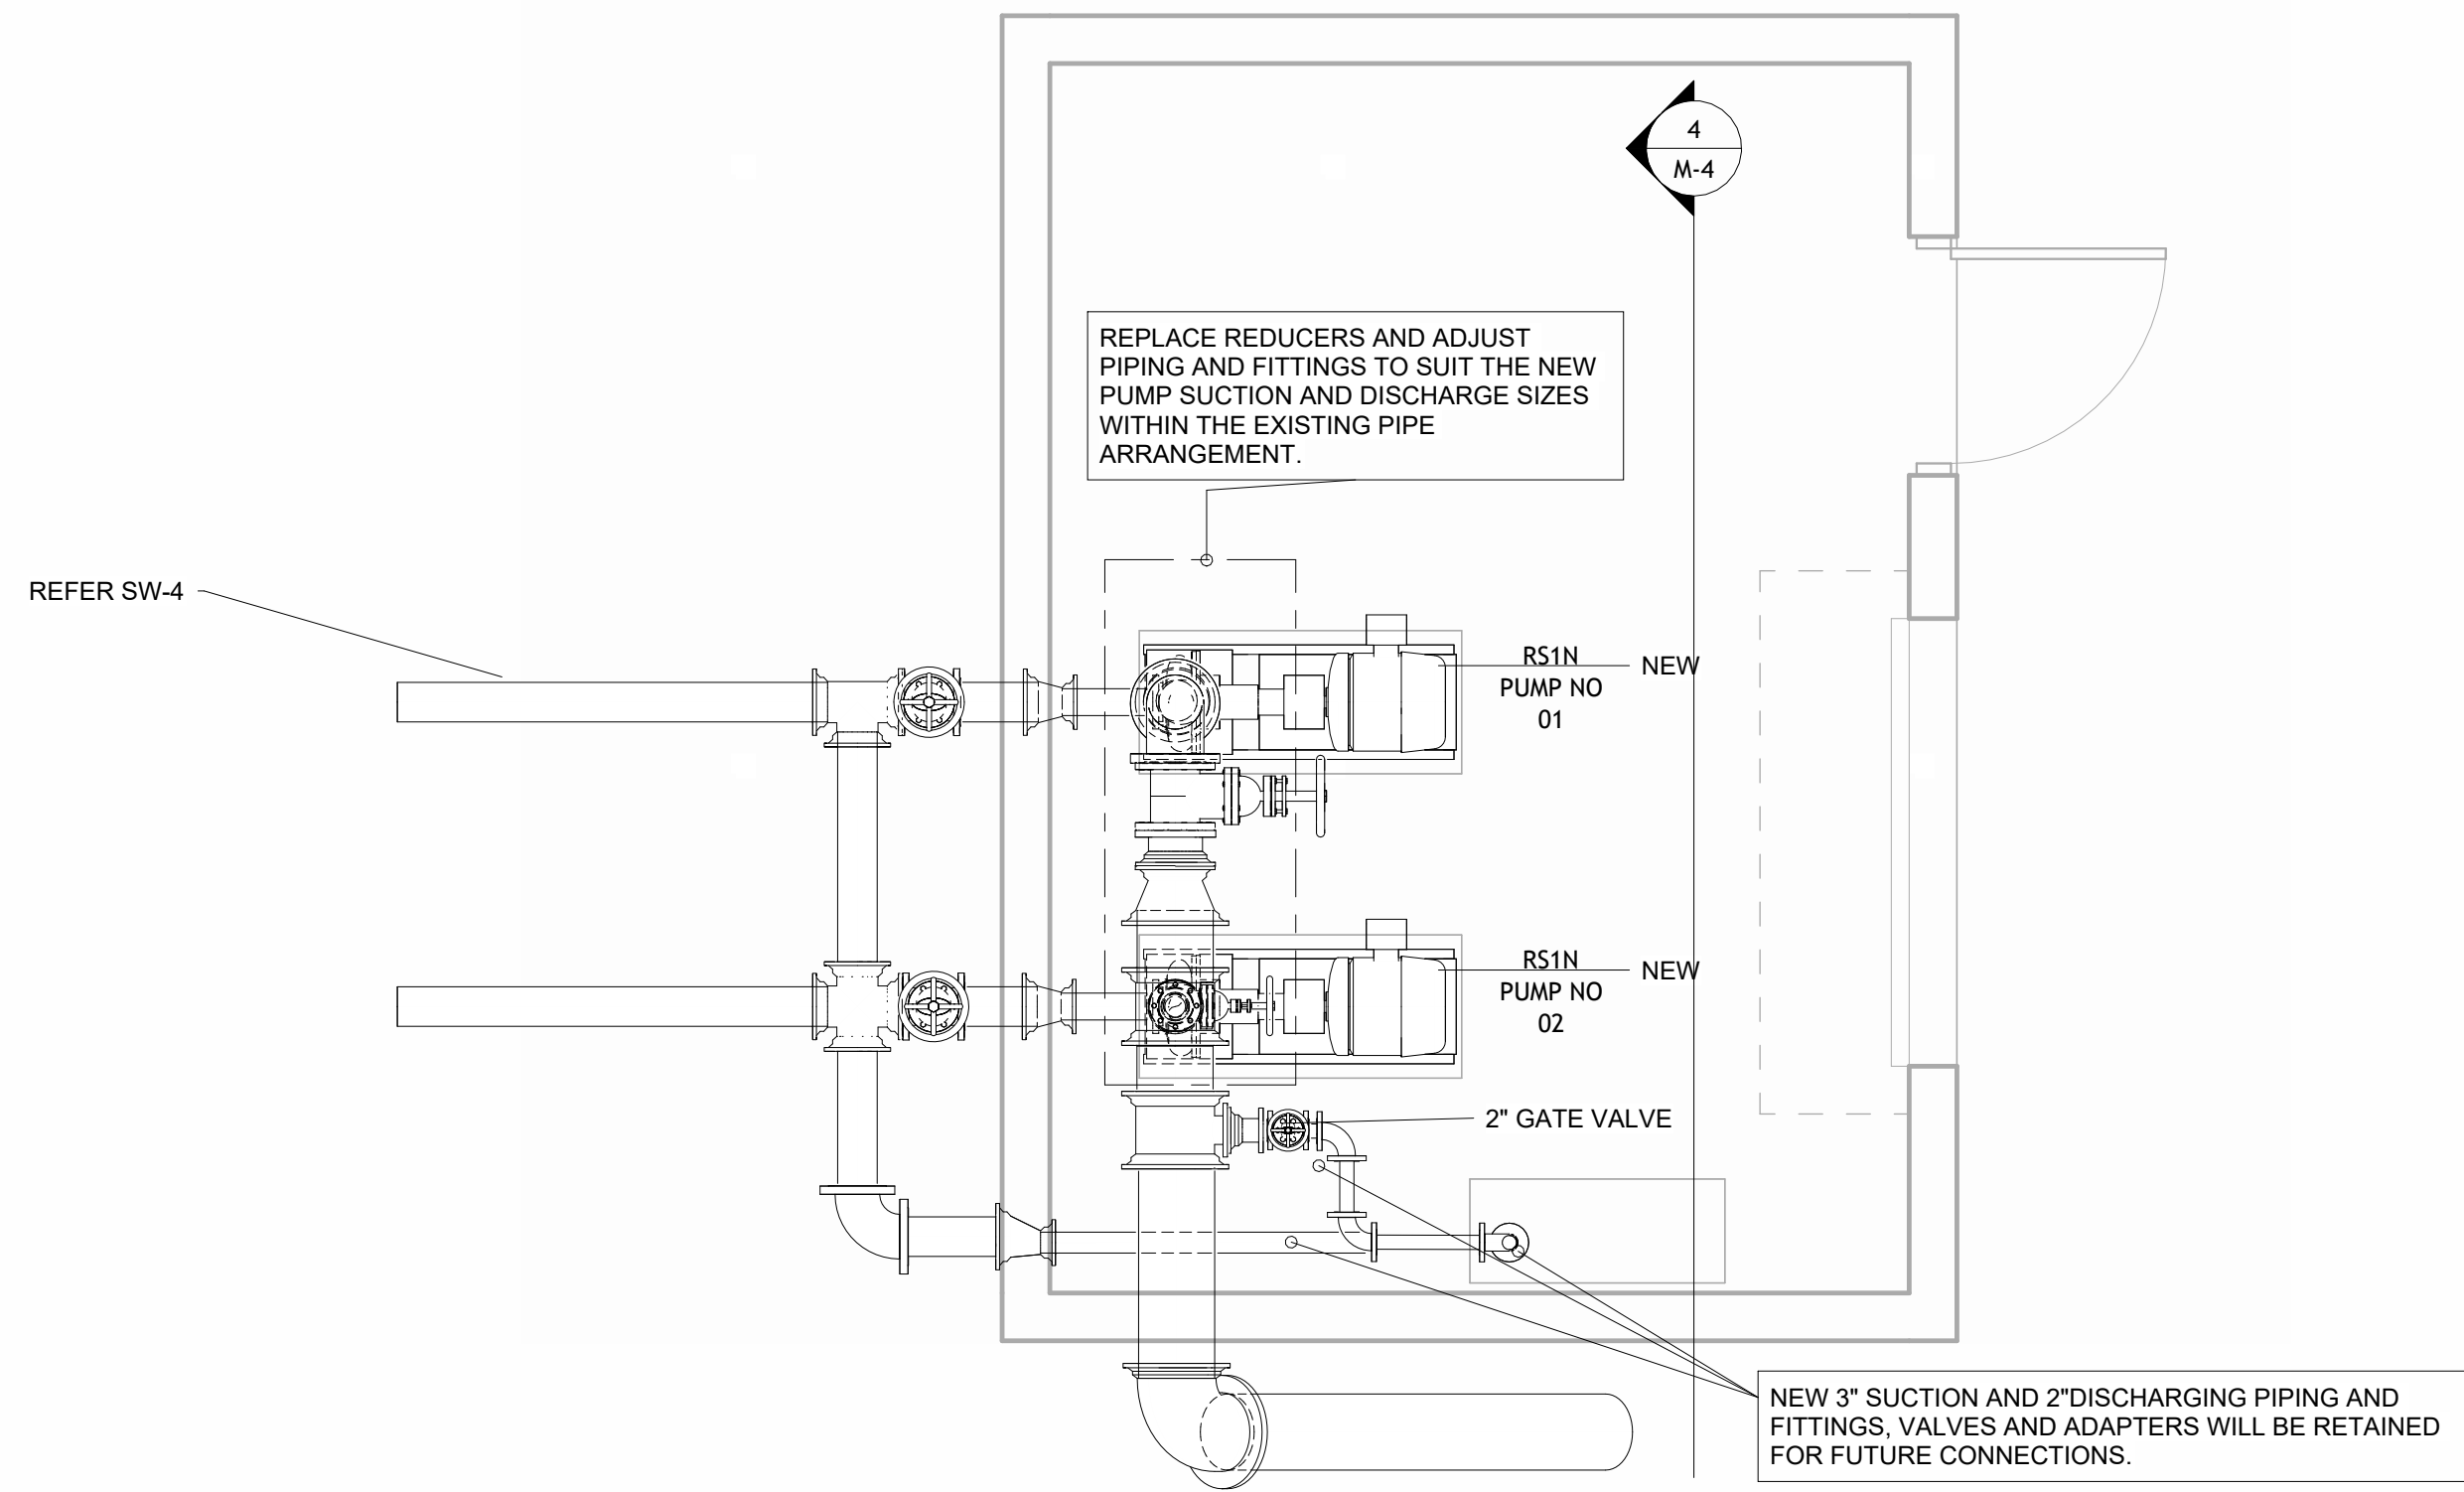 4
M-4
REPLACE REDUCERS AND ADJUST
PIPING AND FITTINGS TO SUIT THE NEW
PUMP SUCTION AND DISCHARGE SIZES
WITHIN THE EXISTING PIPE
ARRANGEMENT.
REFER SW-4
RS1N
PUMP NO
01
NEW
RS1N
PUMP NO
02
NEW
2" GATE VALVE
NEW 3" SUCTION AND 2"DISCHARGING PIPING AND
FITTINGS, VALVES AND ADAPTERS WILL BE RETAINED
FOR FUTURE CONNECTIONS.